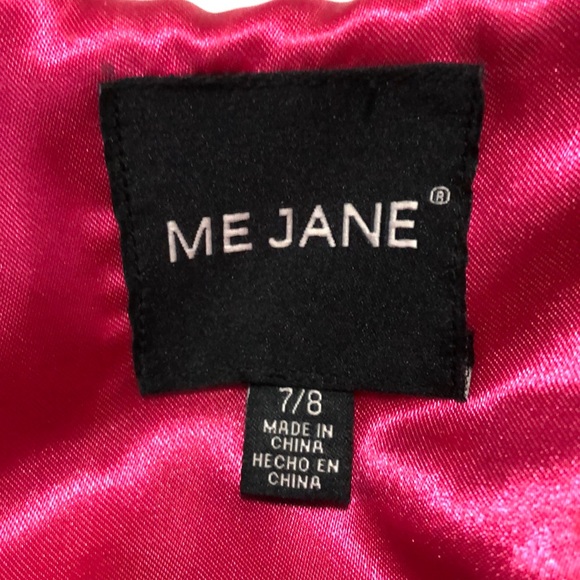 ME JANE®
7/8
MADE IN
CHINA
HECHO EN
CHINA